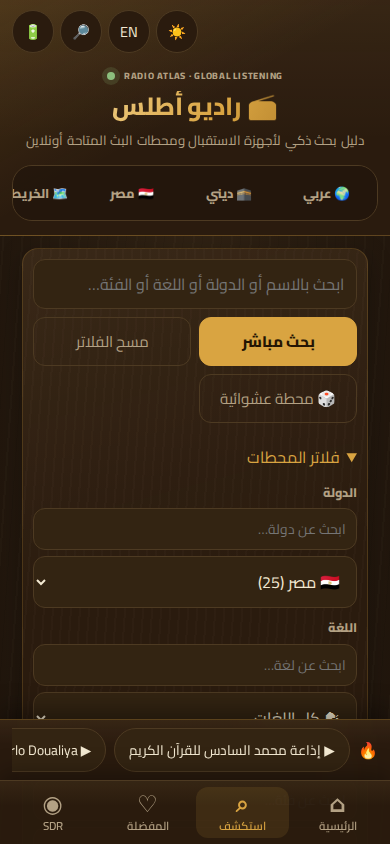 EN
RADIO ATLAS · GLOBAL LISTENING
راديو أطلس
دليل بحث ذكي لأجهزة الاستقبال ومحطات البث المتاحة أونلاين
عربي
ديني
مصر
الخريط
ابحث بالاسم أو الدولة أو اللغة أو الفئة...
بحث مباشر
مسح الفلاتر
محطة عشوائية
▼ فلاتر المحطات
الدولة
ابحث عن دولة...
🇪🇬 مصر (25)
اللغة
ابحث عن لغة...
كل اللغات
▶ إذاعة محمد السادس للقرآن الكريم
▶ rlo Doualiya
الرئيسية
استكشف
المفضلة
SDR